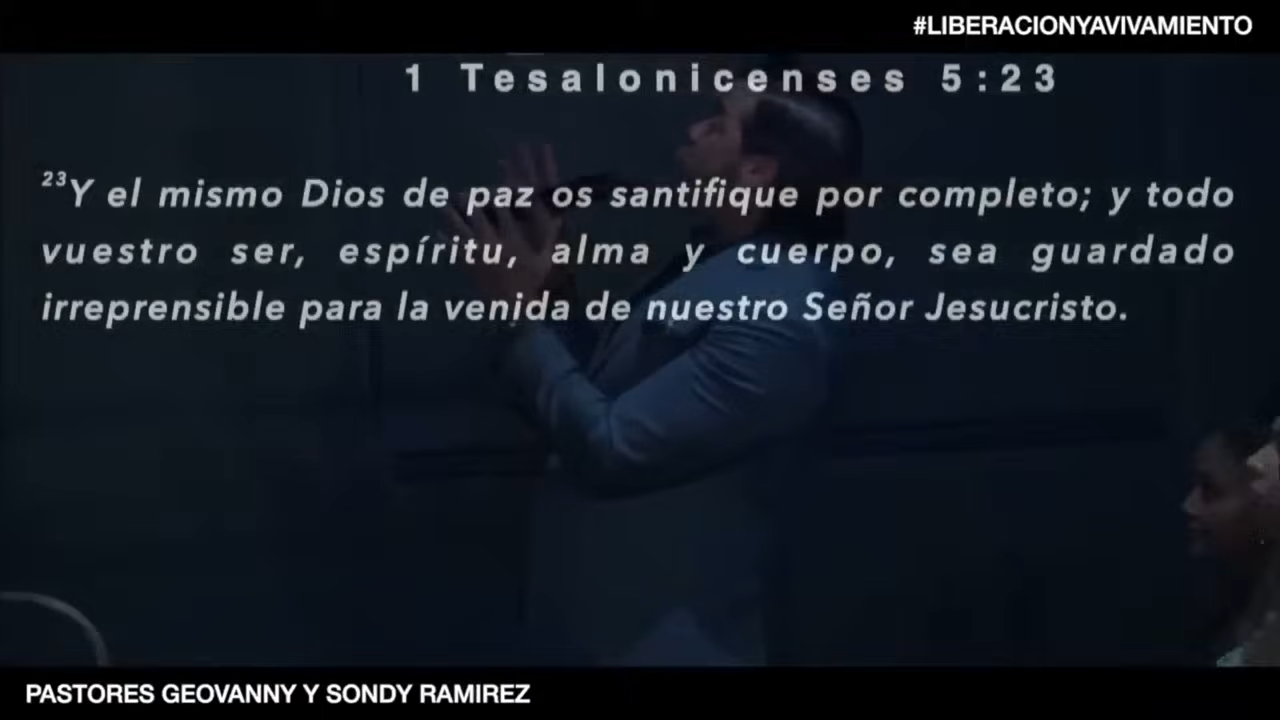 #LIBERACIONYAVIVAMIENTO
1 Tesalonicenses 5:23
23Y el mismo Dios de paz os santifique por completo; y todo
vuestro ser, espíritu, alma y cuerpo, sea guardado
irreprensible para la venida de nuestro Señor Jesucristo.
PASTORES GEOVANNY Y SONDY RAMIREZ